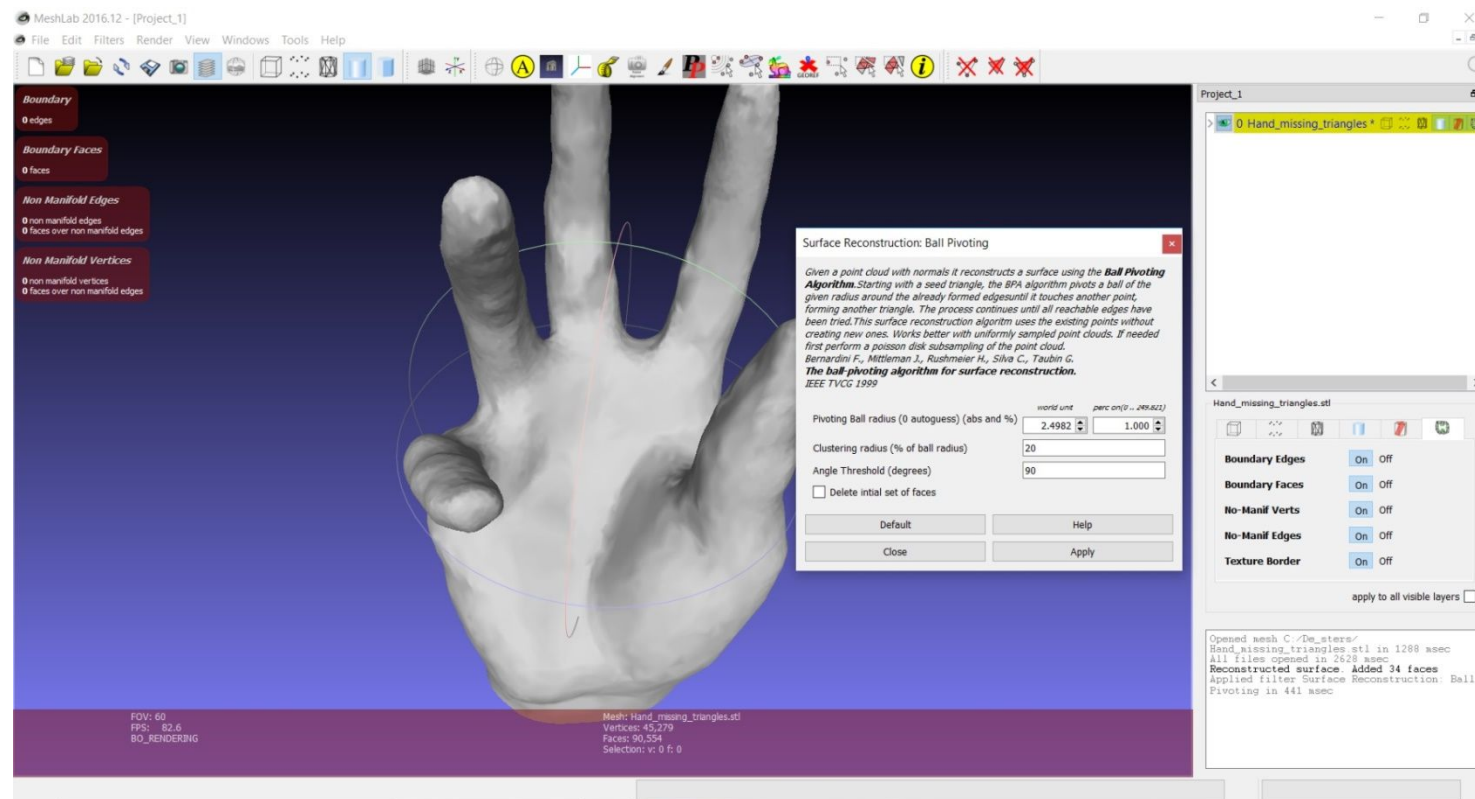 MeshLab 2016.12 - [Project_1]
File Edit Filters Render View Windows Tools Help
A
GEOREF
i
Boundary
0 edges
Boundary Faces
0 faces
Non Manifold Edges
0 non manifold edges
0 faces over non manifold edges
Non Manifold Vertices
0 non manifold vertices
0 faces over non manifold edges
Surface Reconstruction: Ball Pivoting
Given a point cloud with normals it reconstructs a surface using the Ball Pivoting
Algorithm.Starting with a seed triangle, the BPA algorithm pivots a ball of the
given radius around the already formed edgesuntil it touches another point,
forming another triangle. The process continues until all reachable edges have
been tried.This surface reconstruction algoritm uses the existing points without
creating new ones. Works better with uniformly sampled point clouds. If needed
first perform a poisson disk subsampling of the point cloud.
Bernardini F., Mittleman J., Rushmeier H., Silva C., Taubin G.
The ball-pivoting algorithm for surface reconstruction.
IEEE TVCG 1999
world unit perc on(0 .. 249.821)
Pivoting Ball radius (0 autoguess) (abs and %) 2.4982 1.000
Clustering radius (% of ball radius) 20
Angle Threshold (degrees) 90
Delete intial set of faces
Default Help
Close Apply
Project_1
0 Hand_missing_triangles *
Hand_missing_triangles.stl
Boundary Edges On Off
Boundary Faces On Off
No-Manif Verts On Off
No-Manif Edges On Off
Texture Border On Off
apply to all visible layers
Opened mesh C:/De_sters/
Hand_missing_triangles.stl in 1288 msec
All files opened in 2628 msec
Reconstructed surface. Added 34 faces
Applied filter Surface Reconstruction: Ball
Pivoting in 441 msec
FOV: 60
FPS: 82.6
BO_RENDERING
Mesh: Hand_missing_triangles.stl
Vertices: 45,279
Faces: 90,554
Selection: v: 0 f: 0